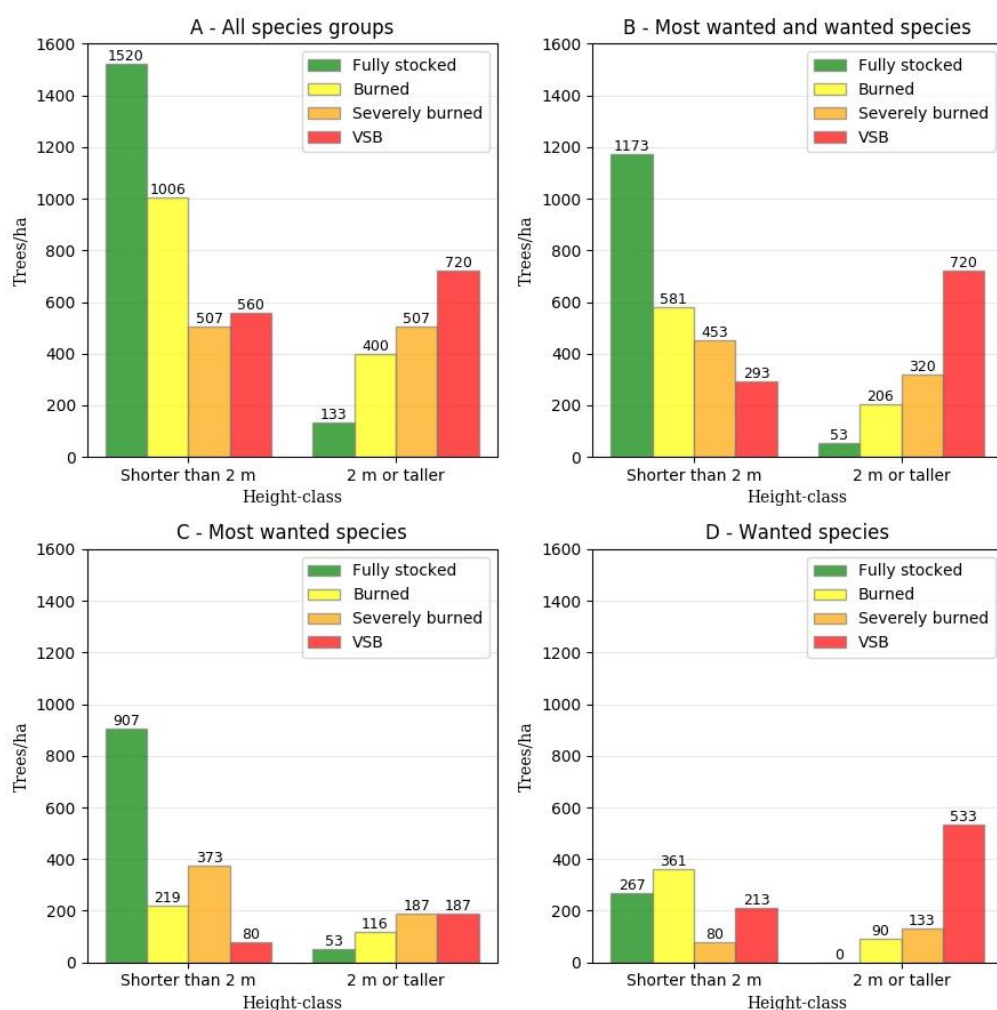 A - All species groups
1600
1400
1200
1000
800
600
400
200
0
Trees/ha
1520
1006
507
560
133
400
507
720
Fully stocked
Burned
Severely burned
VSB
Shorter than 2 m
2 m or taller
Height-class
B - Most wanted and wanted species
1600
1400
1200
1000
800
600
400
200
0
Trees/ha
1173
581
453
293
53
206
320
720
Fully stocked
Burned
Severely burned
VSB
Shorter than 2 m
2 m or taller
Height-class
C - Most wanted species
1600
1400
1200
1000
800
600
400
200
0
Trees/ha
907
219
373
80
53
116
187
187
Fully stocked
Burned
Severely burned
VSB
Shorter than 2 m
2 m or taller
Height-class
D - Wanted species
1600
1400
1200
1000
800
600
400
200
0
Trees/ha
267
361
80
213
0
90
133
533
Fully stocked
Burned
Severely burned
VSB
Shorter than 2 m
2 m or taller
Height-class